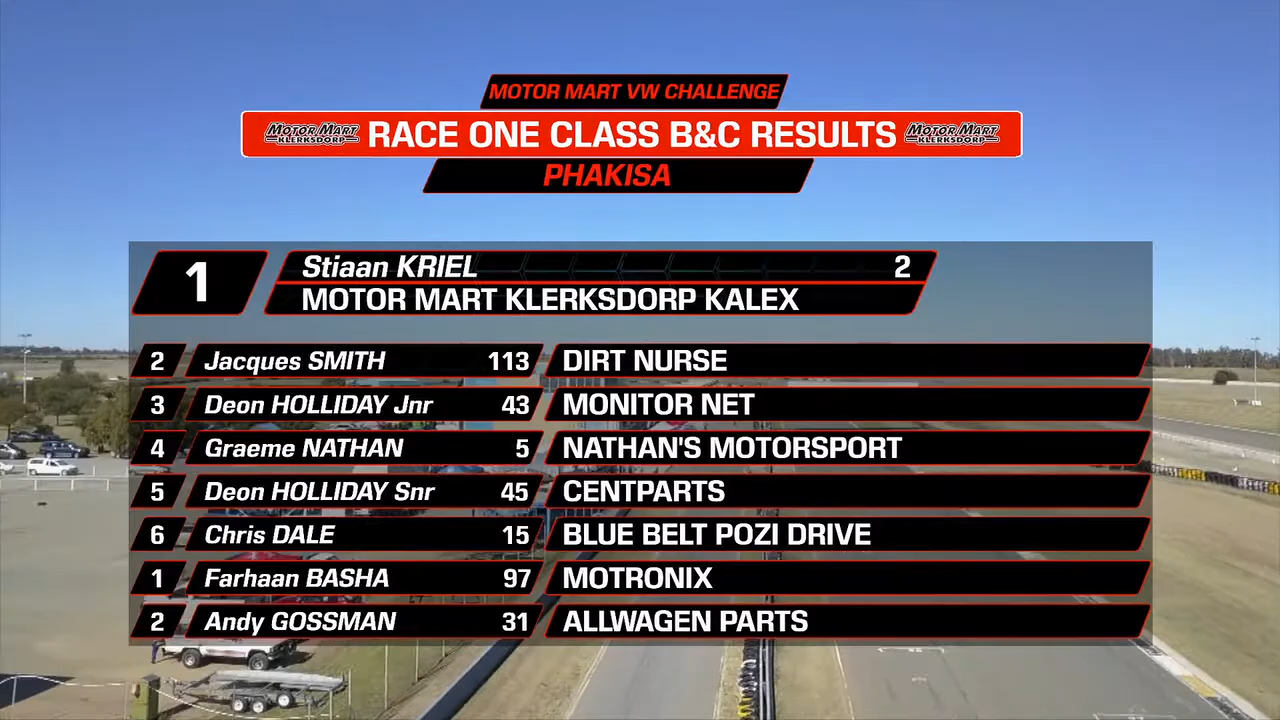 MOTOR MART VW CHALLENGE
MOTOR MART KLERKSDORP RACE ONE CLASS B&C RESULTS MOTOR MART KLERKSDORP
PHAKISA
1 Stiaan KRIEL 2
MOTOR MART KLERKSDORP KALEX
2 Jacques SMITH 113 DIRT NURSE
3 Deon HOLLIDAY Jnr 43 MONITOR NET
4 Graeme NATHAN 5 NATHAN'S MOTORSPORT
5 Deon HOLLIDAY Snr 45 CENTPARTS
6 Chris DALE 15 BLUE BELT POZI DRIVE
1 Farhaan BASHA 97 MOTRONIX
2 Andy GOSSMAN 31 ALLWAGEN PARTS